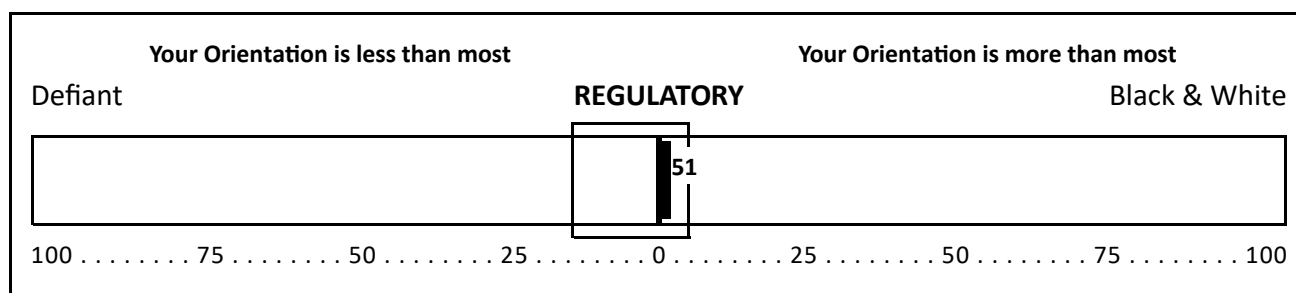 Your Orientation is less than most Your Orientation is more than most
Defiant REGULATORY Black & White
51
100 . . . . . . . . 75 . . . . . . . . 50 . . . . . . . . 25 . . . . . . . . 0 . . . . . . . . 25 . . . . . . . . 50 . . . . . . . . 75 . . . . . . . . 100